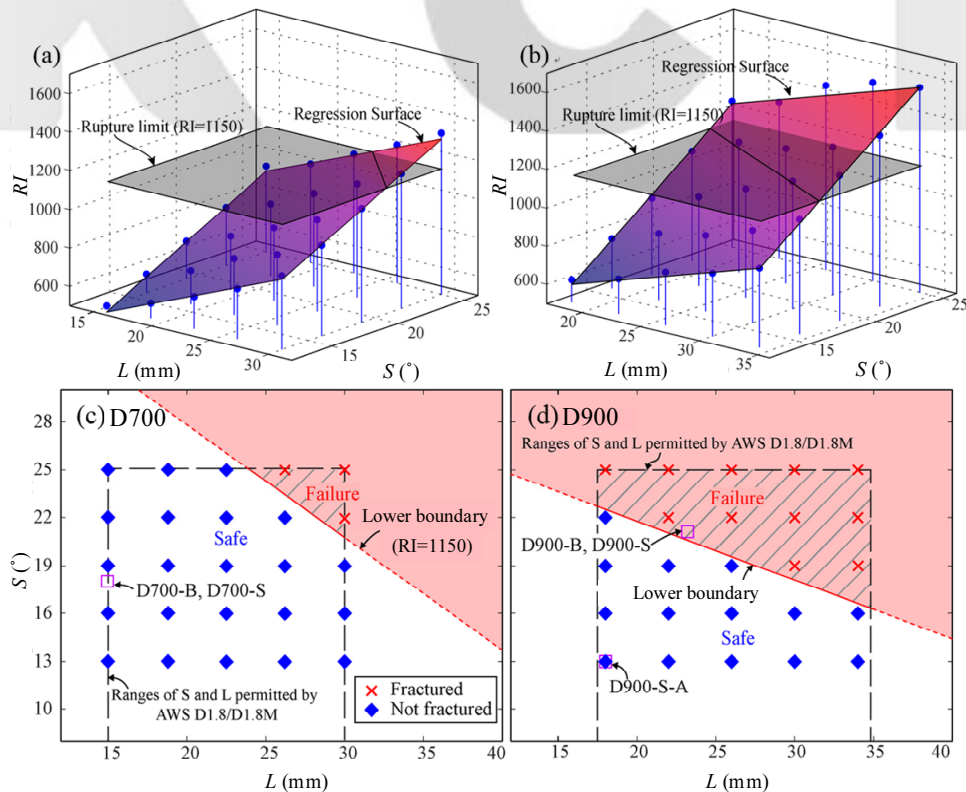 (a)
Regression Surface
Rupture limit (RI=1150)
1600
1400
1200
1000
800
600
RI
15
20
25
30
L (mm)
15
20
25
S (°)
(b)
Regression Surface
Rupture limit (RI=1150)
1600
1400
1200
1000
800
600
RI
20
25
30
35
L (mm)
15
20
25
S (°)
(c) D700
28
25
22
19
16
13
10
S (°)
Failure
Safe
Lower boundary
(RI=1150)
D700-B, D700-S
Ranges of S and L permitted by
AWS D1.8/D1.8M
Fractured
Not fractured
15
20
25
30
40
L (mm)
(d) D900
Ranges of S and L permitted by AWS D1.8/D1.8M
Failure
D900-B, D900-S
Lower boundary
Safe
D900-S-A
15
20
25
30
35
40
L (mm)